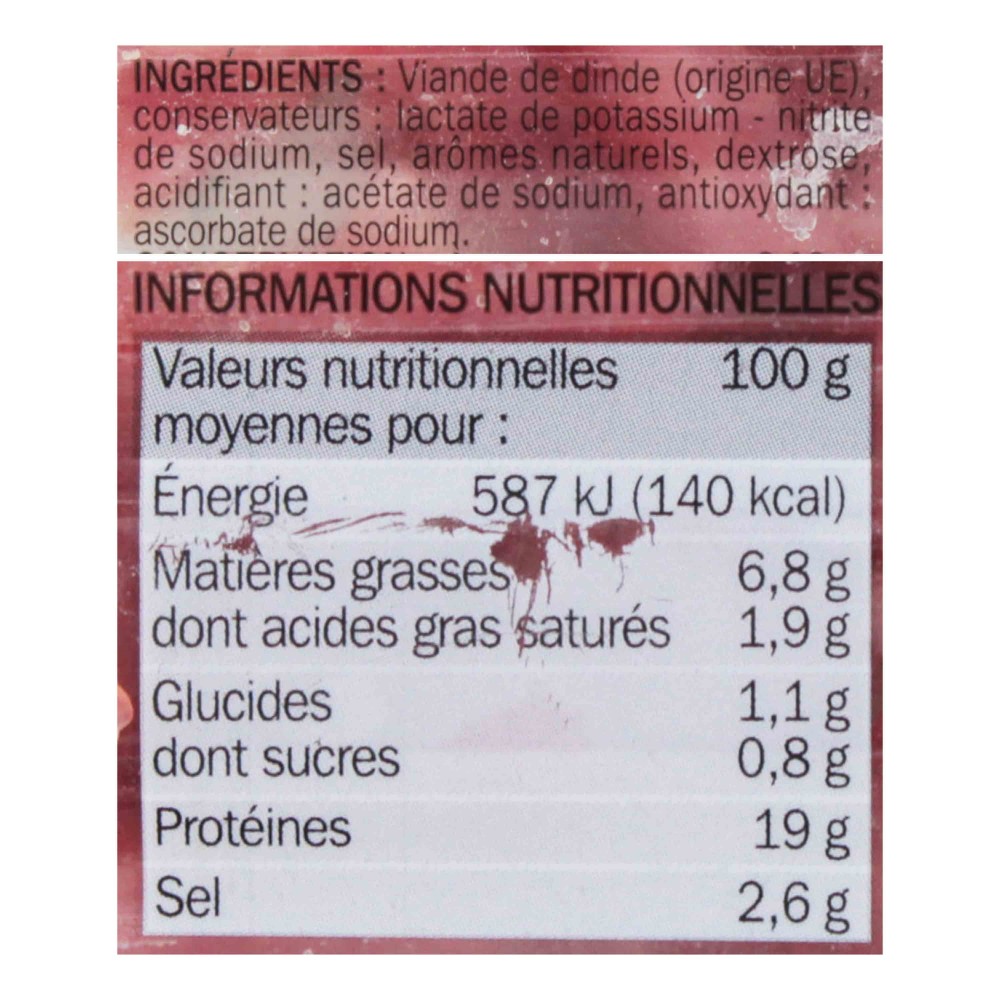 INGRÉDIENTS : Viande de dinde (origine UE),
conservateurs : lactate de potassium - nitrite
de sodium, sel, arômes naturels, dextrose,
acidifiant : acétate de sodium, antioxydant :
ascorbate de sodium.
INFORMATIONS NUTRITIONNELLES
Valeurs nutritionnelles 100 g
moyennes pour :
Énergie 587 kJ (140 kcal)
Matières grasses 6,8 g
dont acides gras saturés 1,9 g
Glucides 1,1 g
dont sucres 0,8 g
Protéines 19 g
Sel 2,6 g